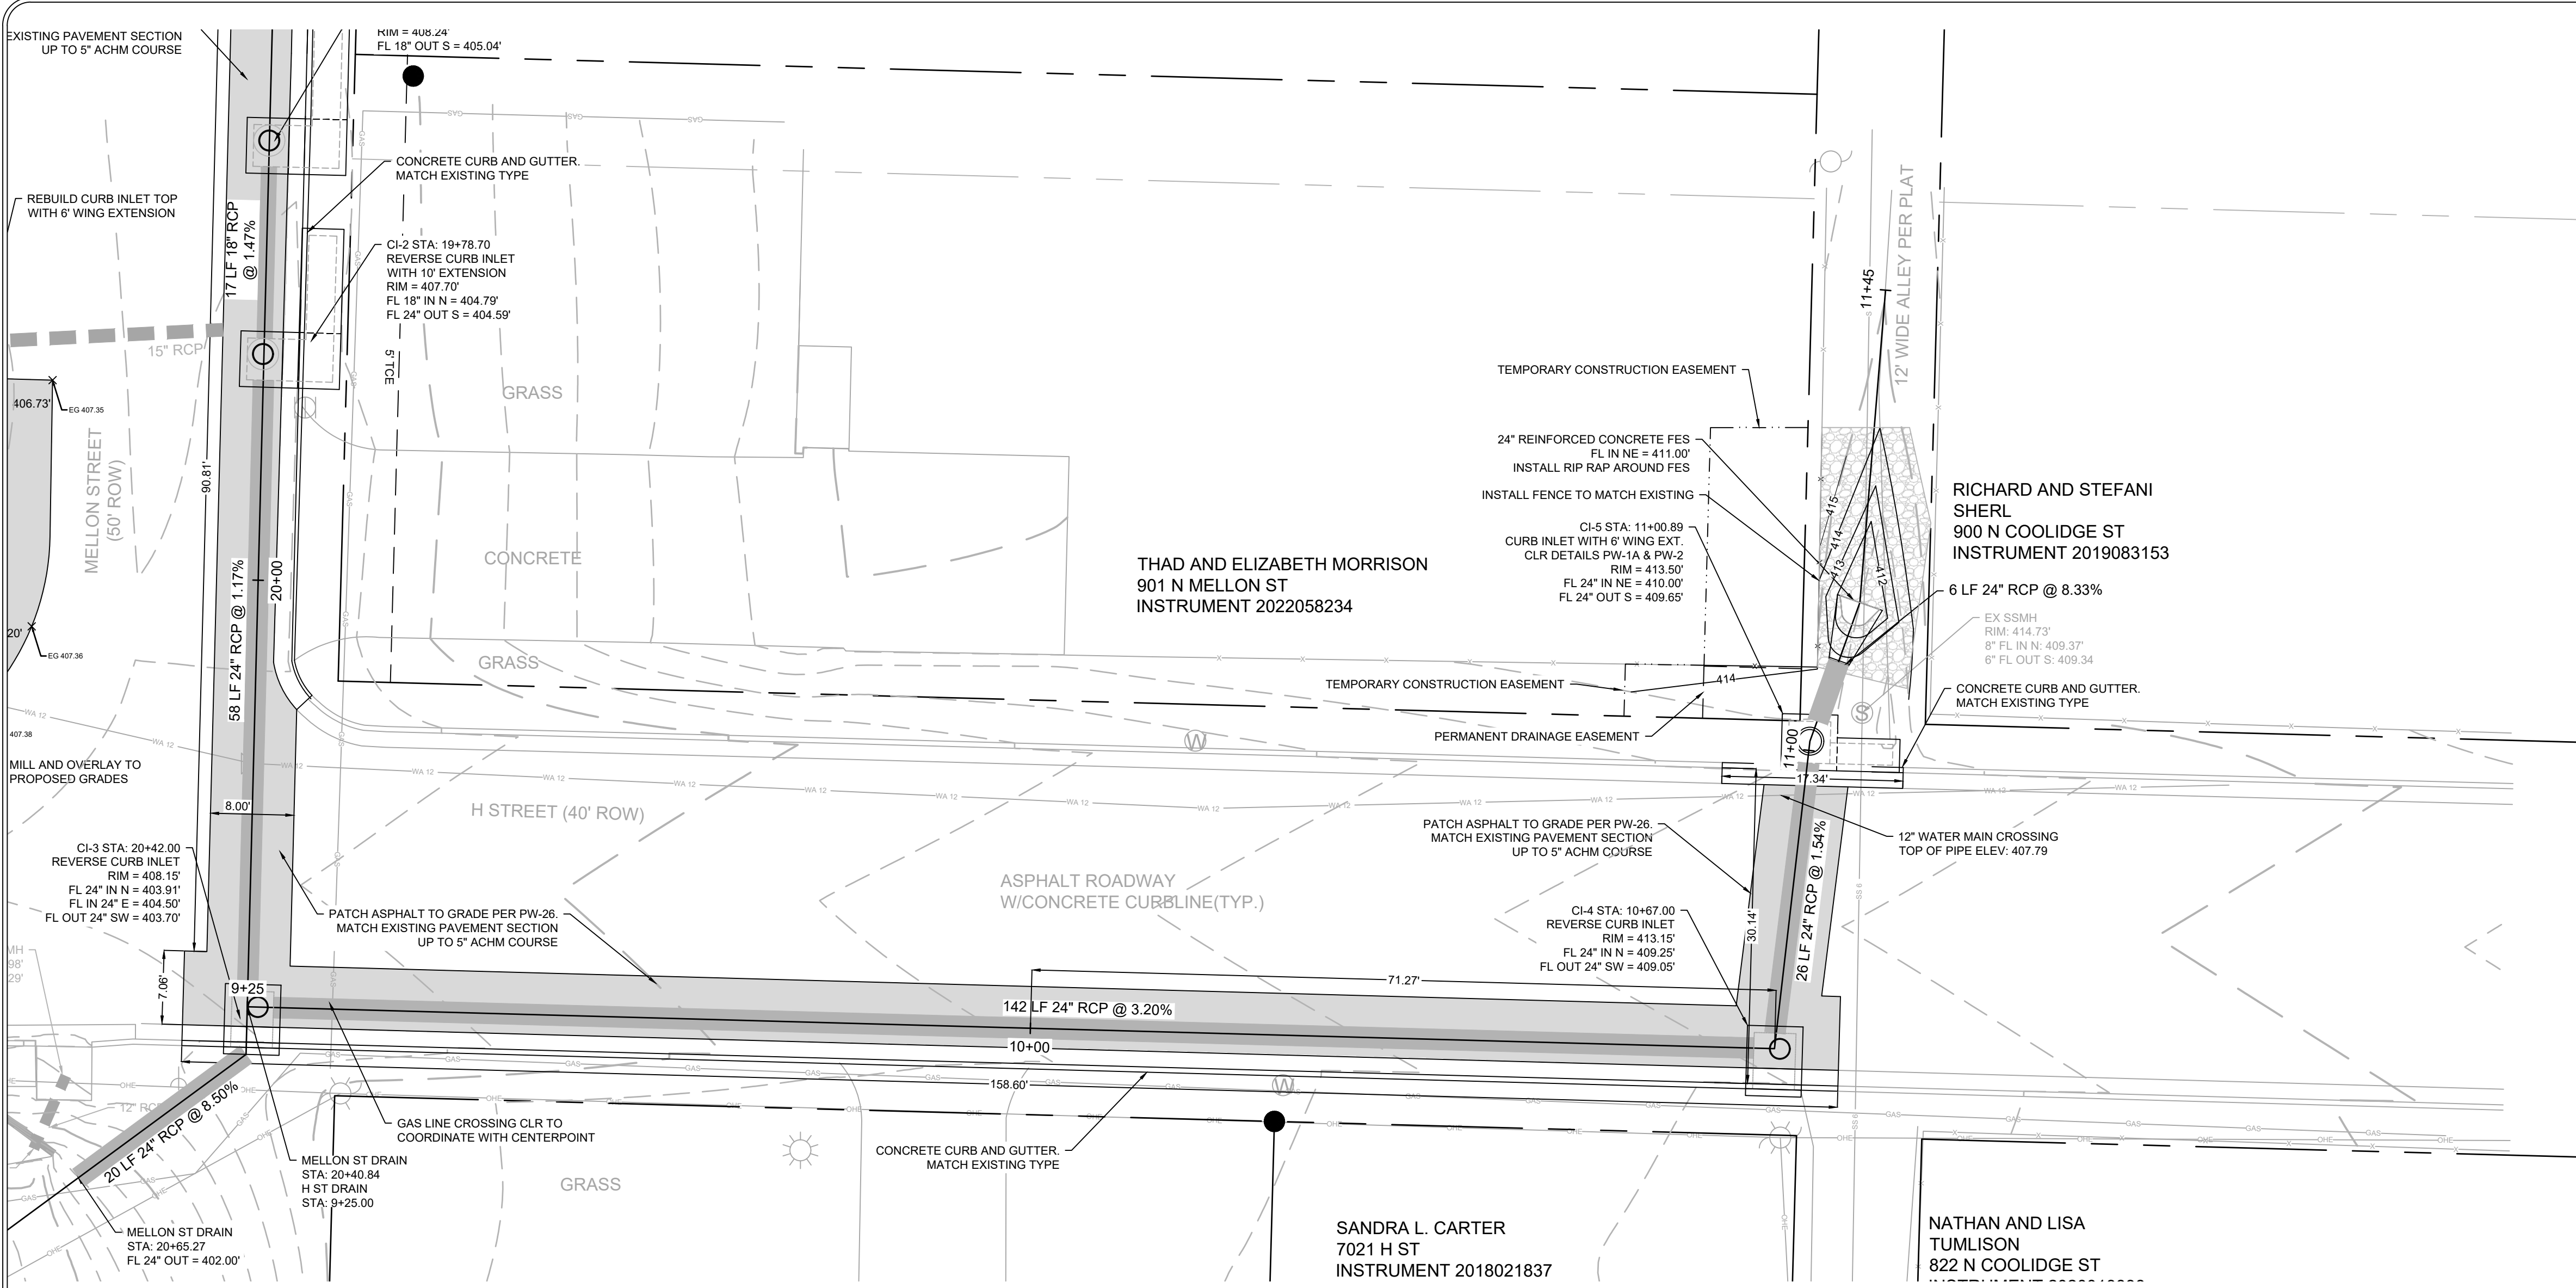 EXISTING PAVEMENT SECTION
UP TO 5" ACHM COURSE
RIM = 408.24'
FL 18" OUT S = 405.04'
CONCRETE CURB AND GUTTER.
MATCH EXISTING TYPE
REBUILD CURB INLET TOP
WITH 6' WING EXTENSION
17 LF 18" RCP
@ 1.47%
CI-2 STA: 19+78.70
REVERSE CURB INLET
WITH 10' EXTENSION
RIM = 407.70'
FL 18" IN N = 404.79'
FL 24" OUT S = 404.59'
15" RCP
5' TCE
406.73'
EG 407.35
MELLON STREET
(50' ROW)
90.81'
GRASS
CONCRETE
GRASS
58 LF 24" RCP @ 1.17%
20+00
20'
EG 407.36
407.38
MILL AND OVERLAY TO
PROPOSED GRADES
8.00'
H STREET (40' ROW)
CI-3 STA: 20+42.00
REVERSE CURB INLET
RIM = 408.15'
FL 24" IN N = 403.91'
FL IN 24" E = 404.50'
FL OUT 24" SW = 403.70'
PATCH ASPHALT TO GRADE PER PW-26.
MATCH EXISTING PAVEMENT SECTION
UP TO 5" ACHM COURSE
MH
98'
29'
7.06'
9+25
12" RCP
20 LF 24" RCP @ 8.50%
GAS LINE CROSSING CLR TO
COORDINATE WITH CENTERPOINT
MELLON ST DRAIN
STA: 20+40.84
H ST DRAIN
STA: 9+25.00
MELLON ST DRAIN
STA: 20+65.27
FL 24" OUT = 402.00'
GRASS
142 LF 24" RCP @ 3.20%
10+00
71.27'
158.60'
CONCRETE CURB AND GUTTER.
MATCH EXISTING TYPE
ASPHALT ROADWAY
W/CONCRETE CURBLINE(TYP.)
THAD AND ELIZABETH MORRISON
901 N MELLON ST
INSTRUMENT 2022058234
TEMPORARY CONSTRUCTION EASEMENT
24" REINFORCED CONCRETE FES
FL IN NE = 411.00'
INSTALL RIP RAP AROUND FES
INSTALL FENCE TO MATCH EXISTING
CI-5 STA: 11+00.89
CURB INLET WITH 6' WING EXT.
CLR DETAILS PW-1A & PW-2
RIM = 413.50'
FL 24" IN NE = 410.00'
FL 24" OUT S = 409.65'
TEMPORARY CONSTRUCTION EASEMENT
PERMANENT DRAINAGE EASEMENT
414
11+00
17.34'
12' WIDE ALLEY PER PLAT
11+45
415
414
413
412
RICHARD AND STEFANI
SHERL
900 N COOLIDGE ST
INSTRUMENT 2019083153
6 LF 24" RCP @ 8.33%
EX SSMH
RIM: 414.73'
8" FL IN N: 409.37'
6" FL OUT S: 409.34
CONCRETE CURB AND GUTTER.
MATCH EXISTING TYPE
PATCH ASPHALT TO GRADE PER PW-26.
MATCH EXISTING PAVEMENT SECTION
UP TO 5" ACHM COURSE
12" WATER MAIN CROSSING
TOP OF PIPE ELEV: 407.79
CI-4 STA: 10+67.00
REVERSE CURB INLET
RIM = 413.15'
FL 24" IN N = 409.25'
FL OUT 24" SW = 409.05'
30.14'
26 LF 24" RCP @ 1.54%
SANDRA L. CARTER
7021 H ST
INSTRUMENT 2018021837
NATHAN AND LISA
TUMLISON
822 N COOLIDGE ST
GAS
WA 12
OHE
SS 6
W
S
X